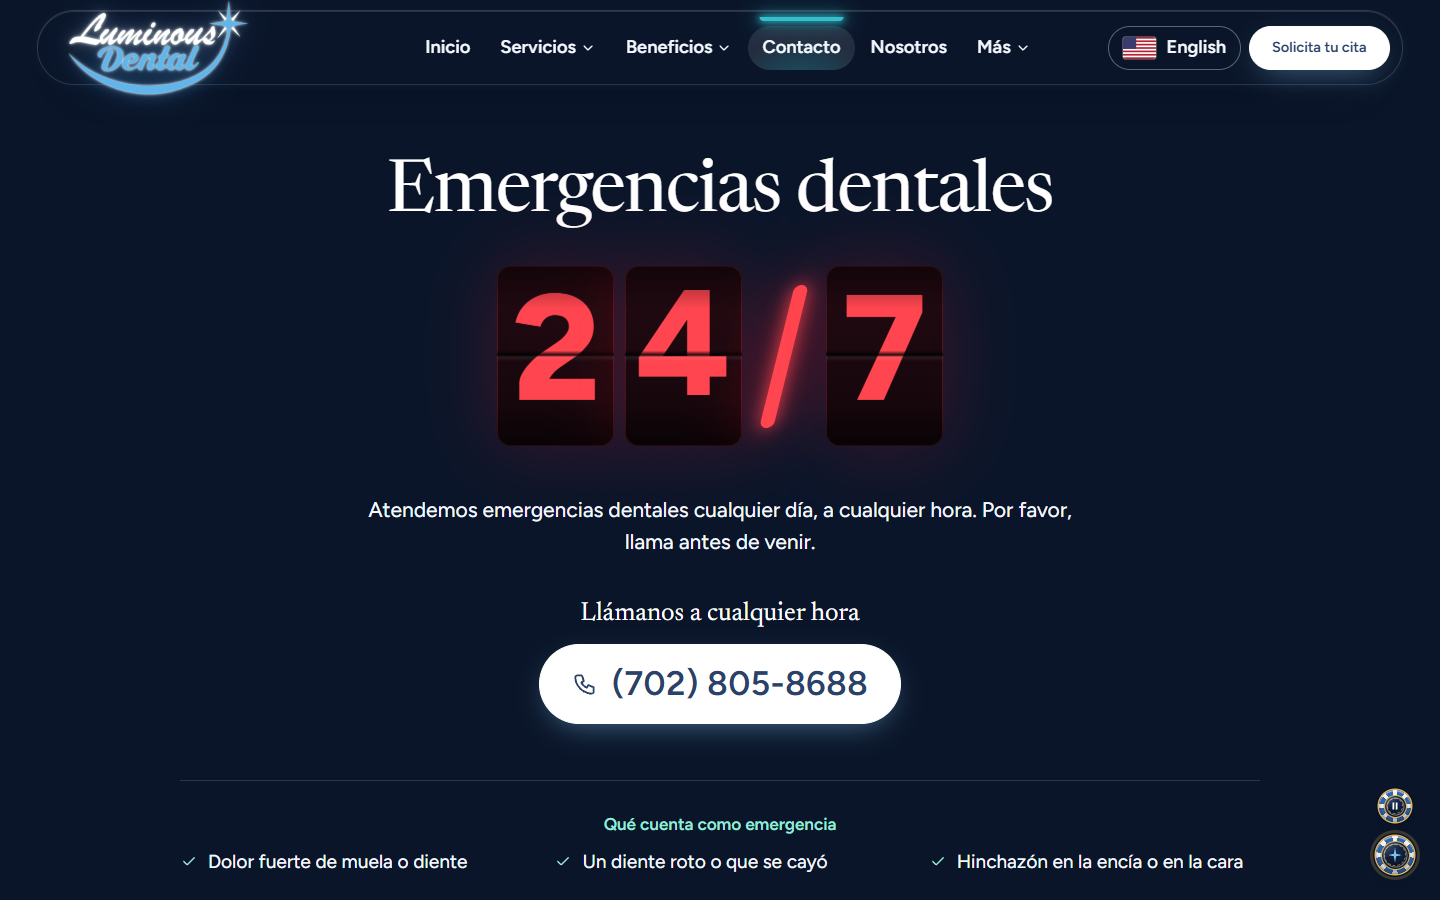 Luminous
Dental
Inicio
Servicios
Beneficios
Contacto
Nosotros
Más
English
Solicita tu cita
Emergencias dentales
24/7
Atendemos emergencias dentales cualquier día, a cualquier hora. Por favor,
llama antes de venir.
Llámanos a cualquier hora
(702) 805-8688
Qué cuenta como emergencia
Dolor fuerte de muela o diente
Un diente roto o que se cayó
Hinchazón en la encía o en la cara